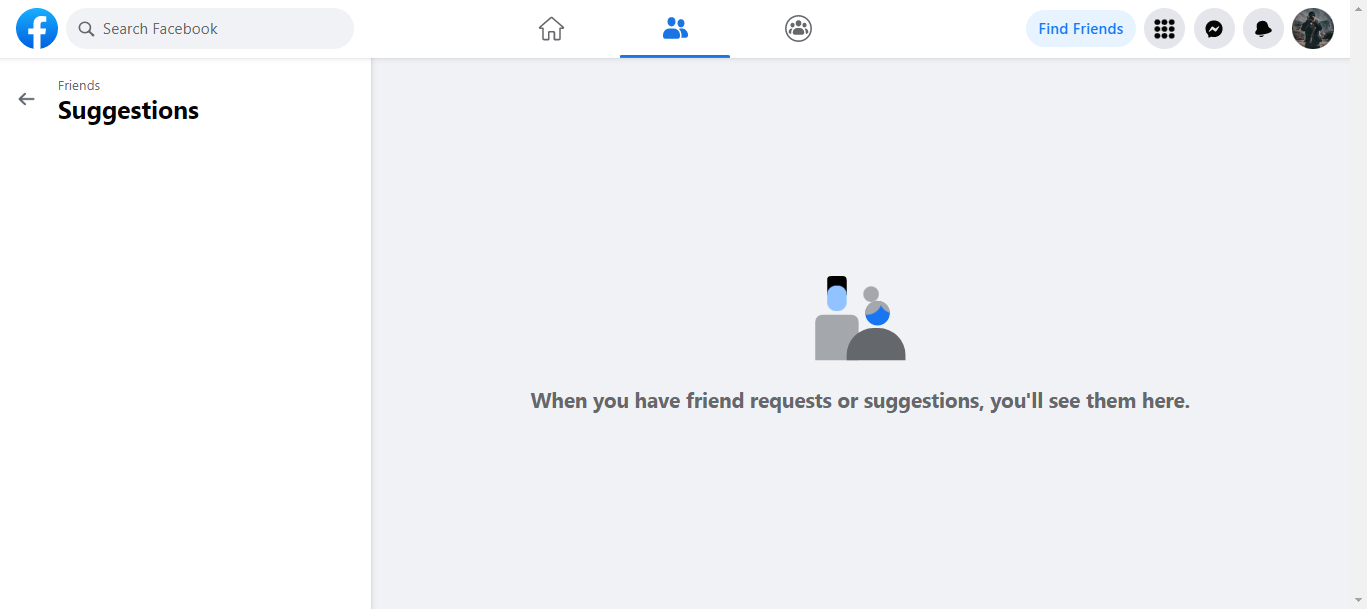 Search Facebook
Find Friends
Friends
Suggestions
When you have friend requests or suggestions, you'll see them here.